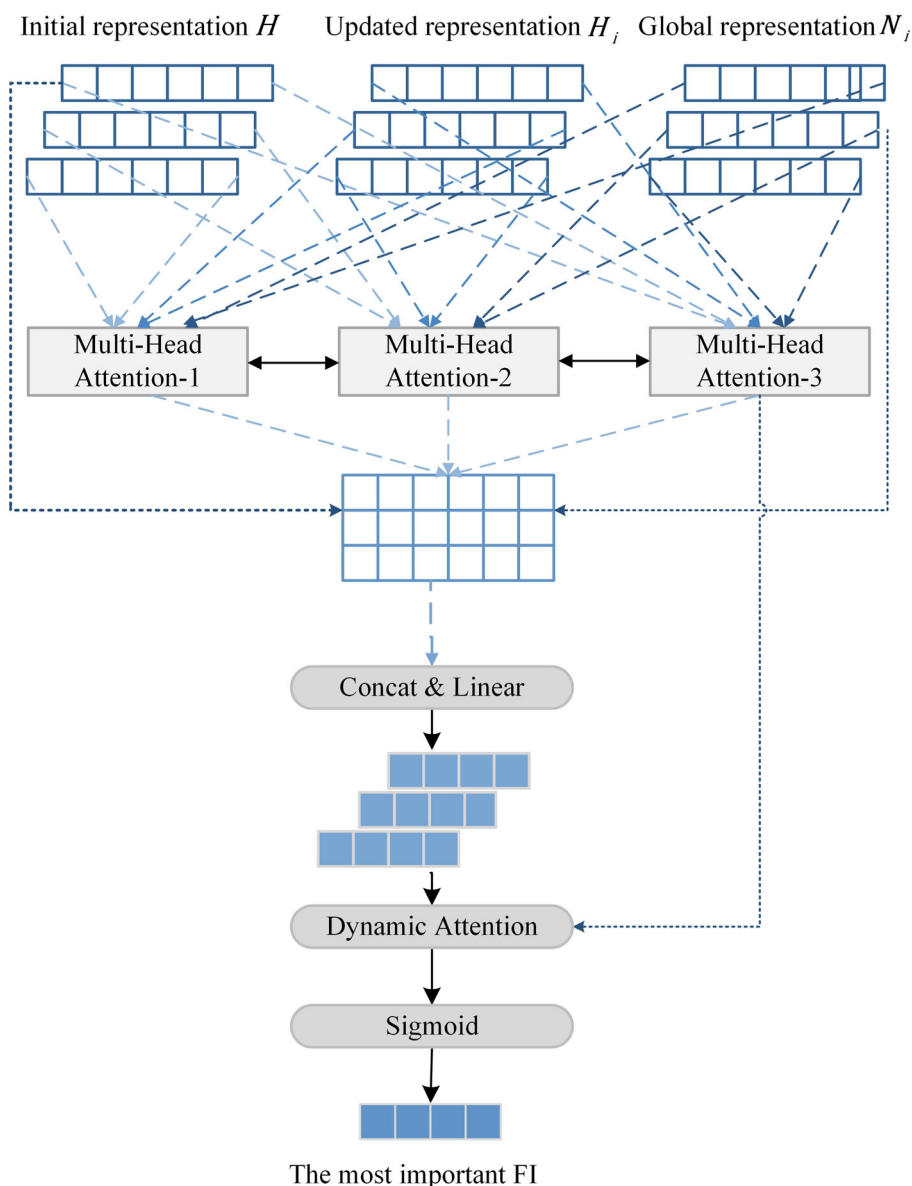 Initial representation H
Updated representation H_i
Global representation N_i
Multi-Head
Attention-1
Multi-Head
Attention-2
Multi-Head
Attention-3
Concat & Linear
Dynamic Attention
Sigmoid
The most important FI